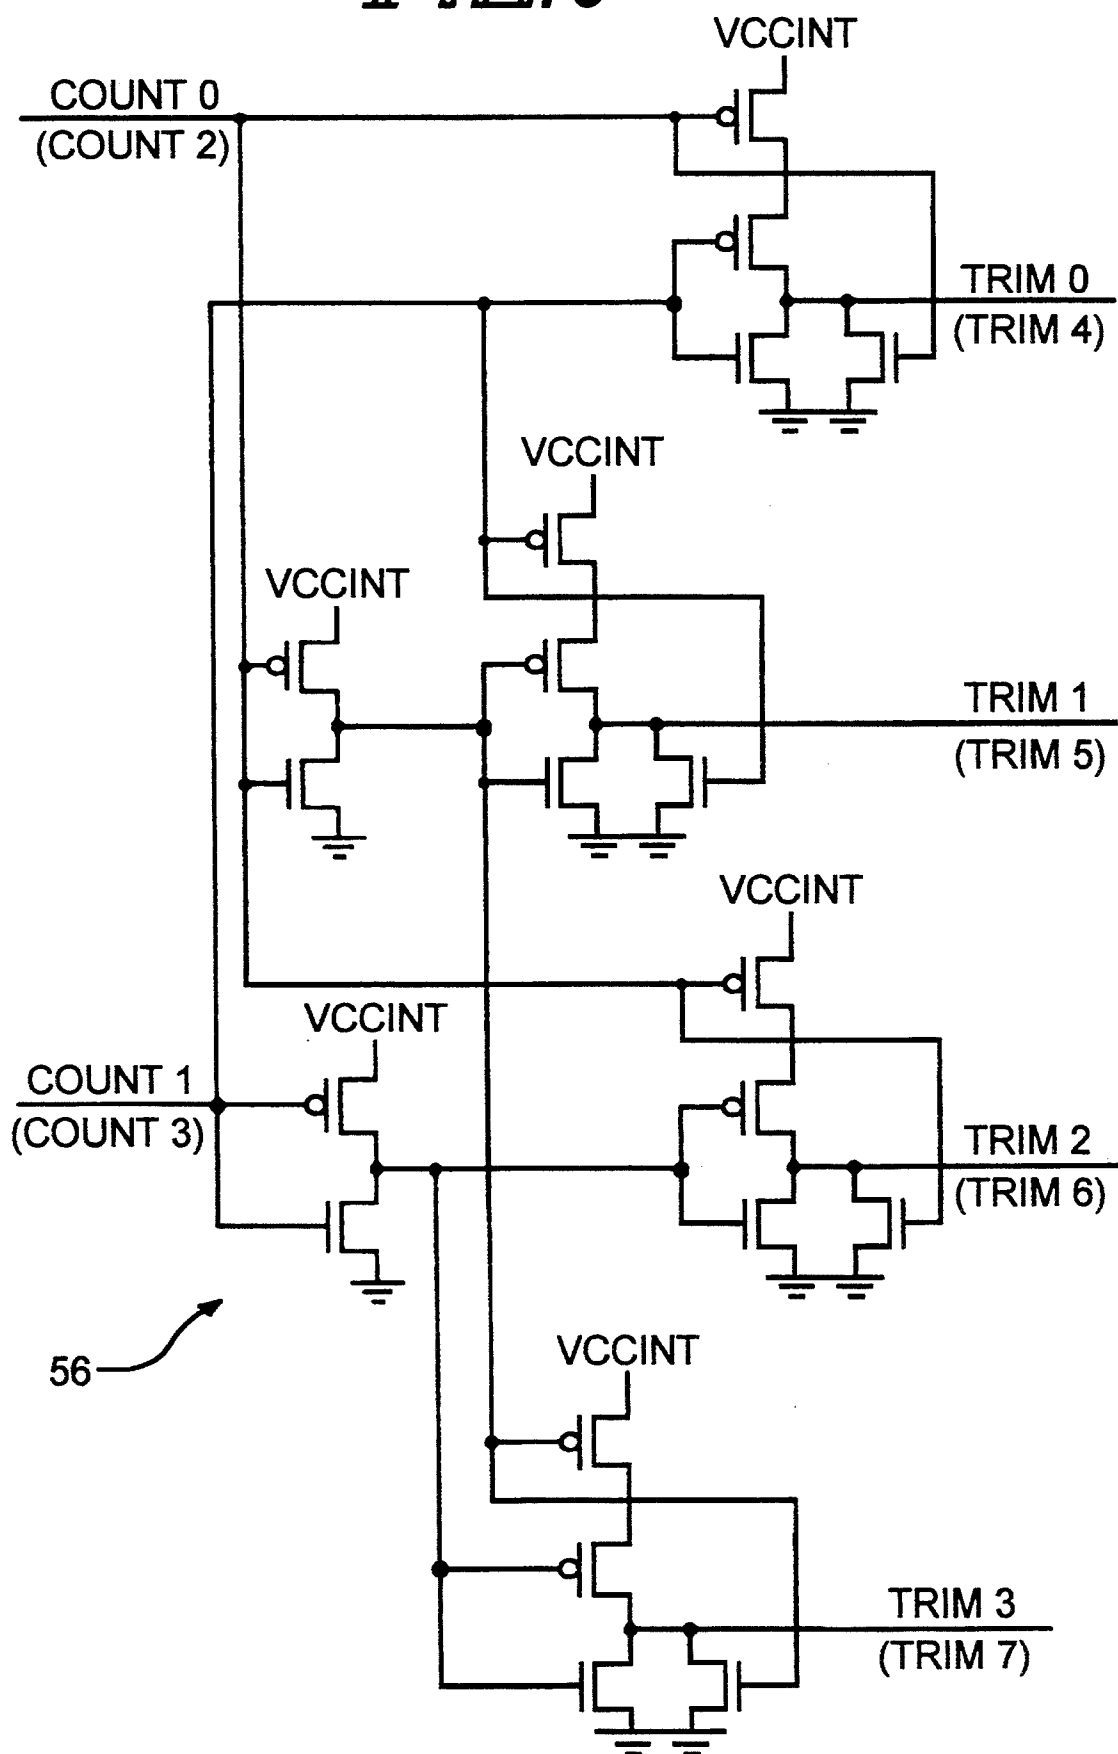 VCCINT
COUNT 0
(COUNT 2)
TRIM 0
(TRIM 4)
VCCINT
VCCINT
TRIM 1
(TRIM 5)
VCCINT
VCCINT
COUNT 1
(COUNT 3)
TRIM 2
(TRIM 6)
VCCINT
56
TRIM 3
(TRIM 7)